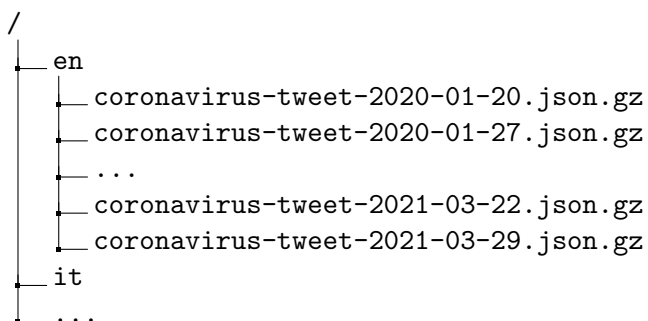 /
en
coronavirus-tweet-2020-01-20.json.gz
coronavirus-tweet-2020-01-27.json.gz
...
coronavirus-tweet-2021-03-22.json.gz
coronavirus-tweet-2021-03-29.json.gz
it
...